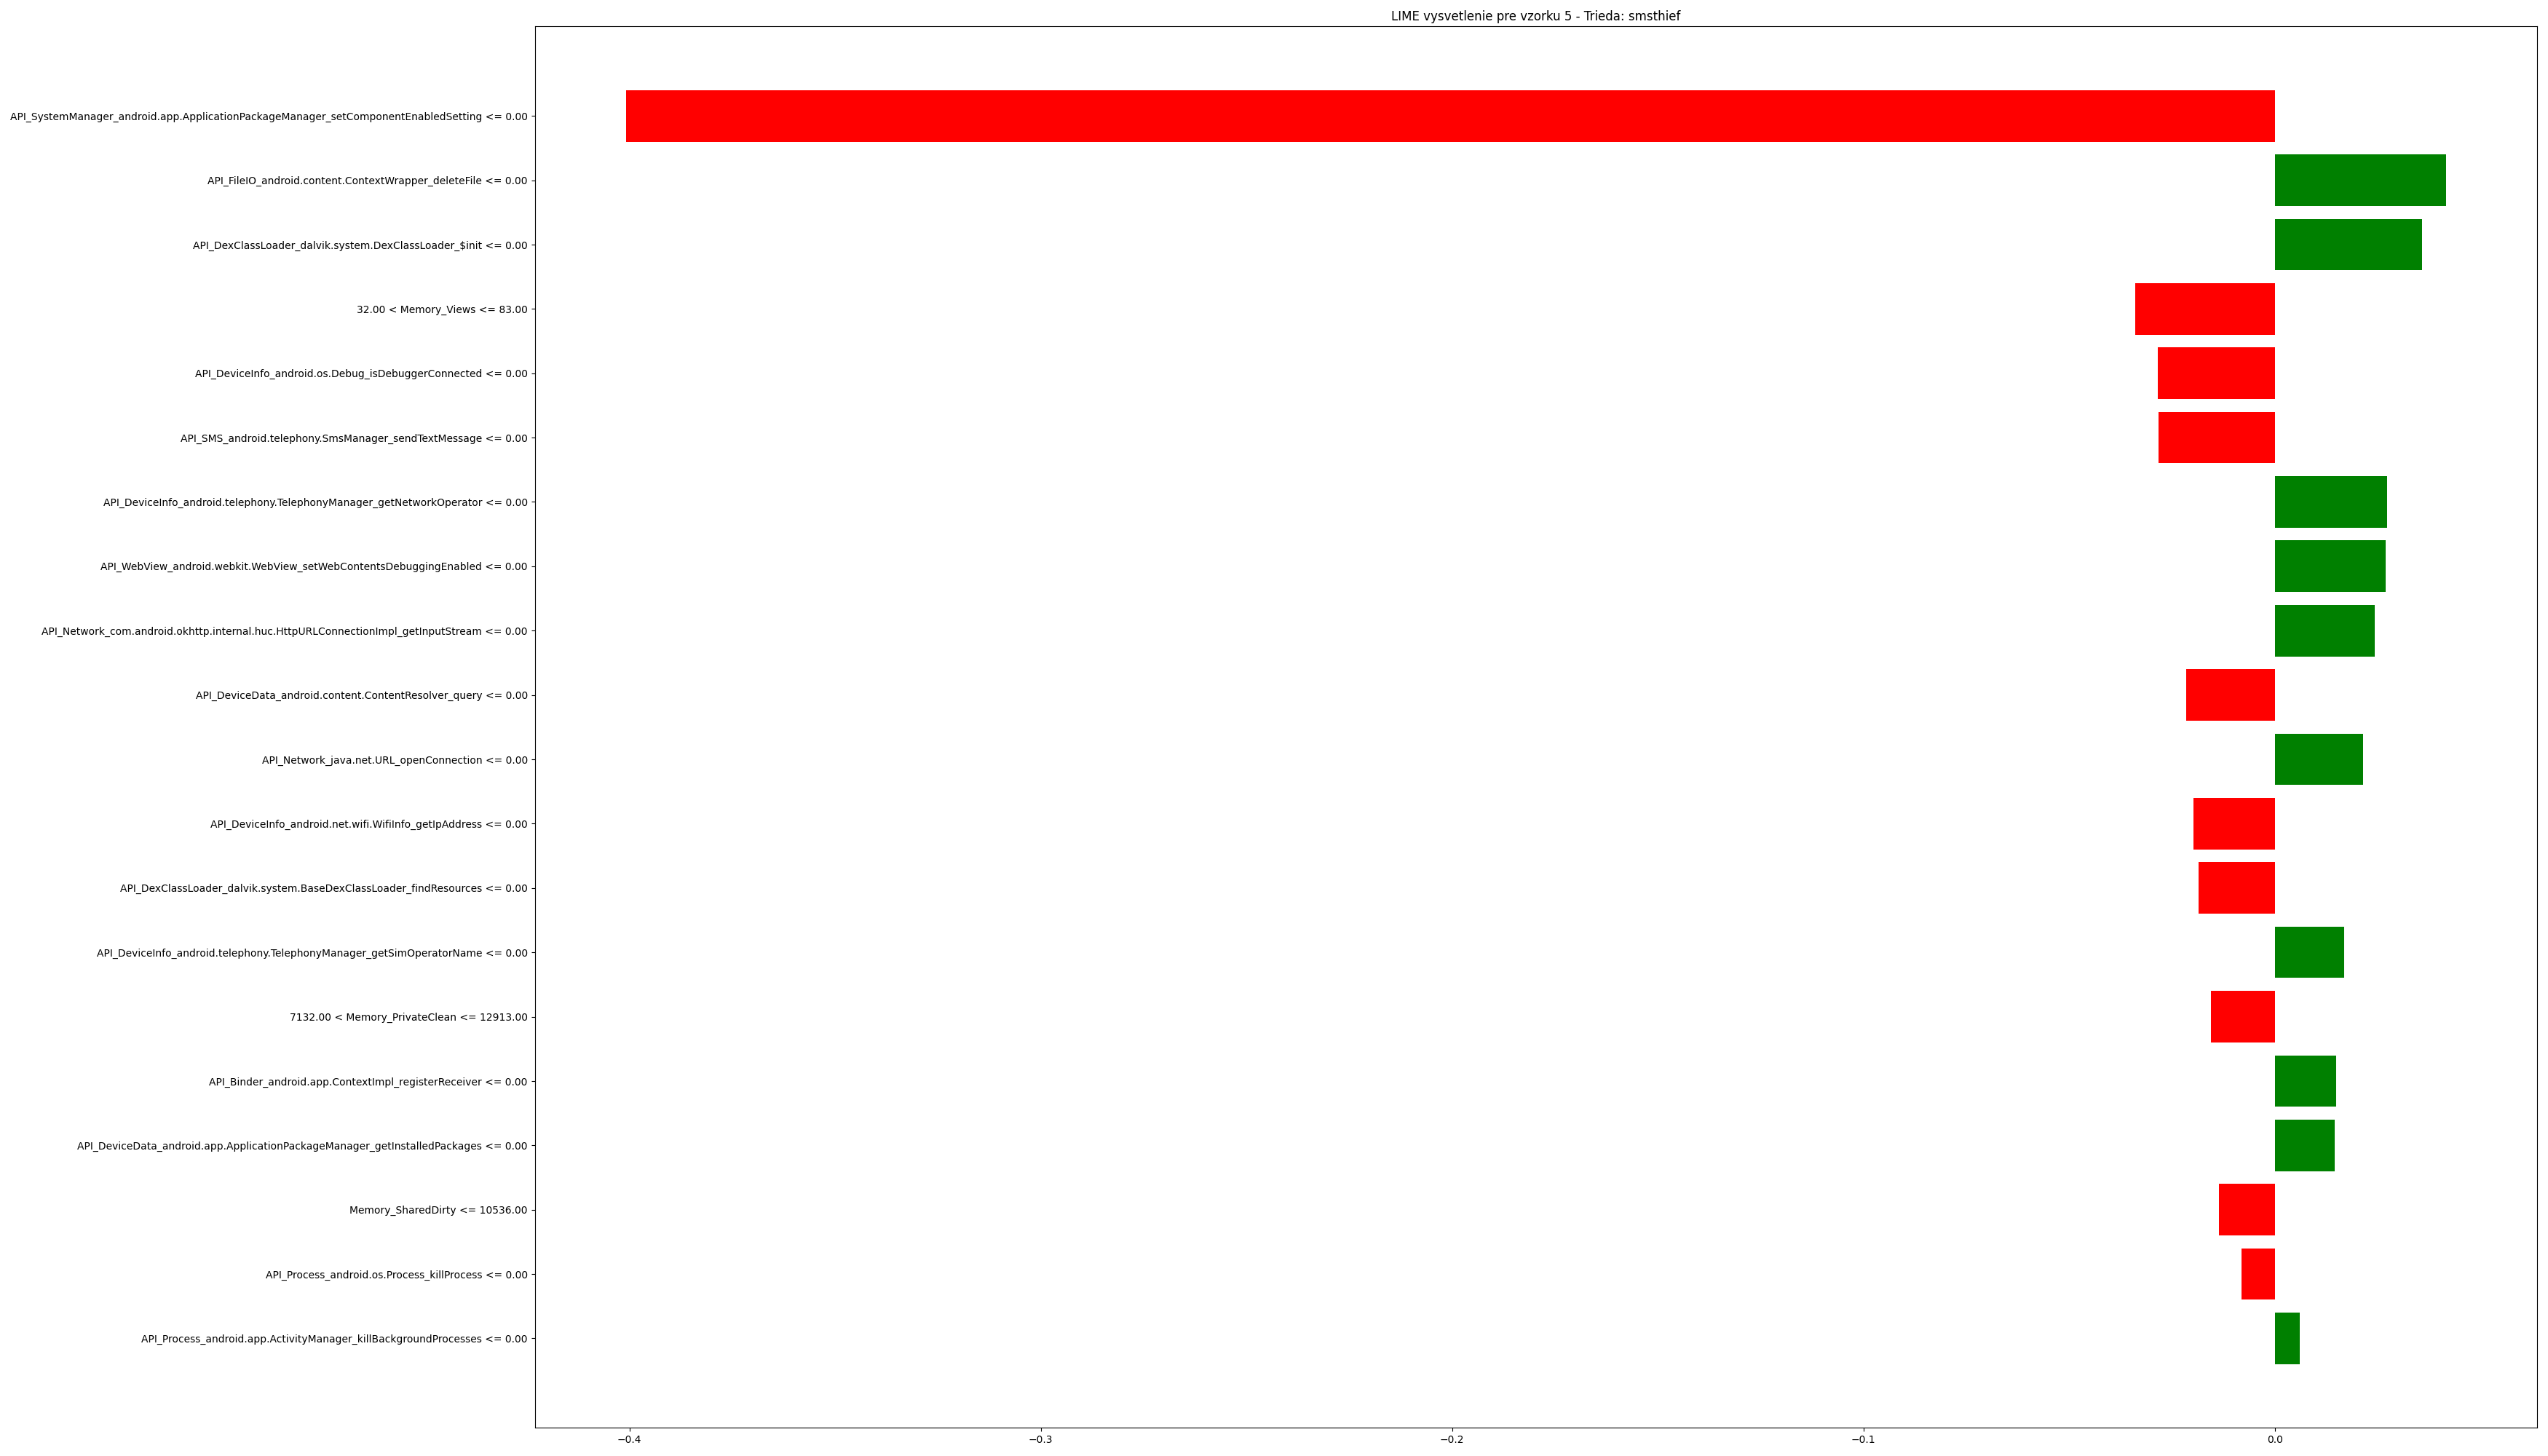 LIME vysvetlenie pre vzorku 5 - Trieda: smsthief
API_SystemManager_android.app.ApplicationPackageManager_setComponentEnabledSetting <= 0.00
API_FileIO_android.content.ContextWrapper_deleteFile <= 0.00
API_DexClassLoader_dalvik.system.DexClassLoader_$init <= 0.00
32.00 < Memory_Views <= 83.00
API_DeviceInfo_android.os.Debug_isDebuggerConnected <= 0.00
API_SMS_android.telephony.SmsManager_sendTextMessage <= 0.00
API_DeviceInfo_android.telephony.TelephonyManager_getNetworkOperator <= 0.00
API_WebView_android.webkit.WebView_setWebContentsDebuggingEnabled <= 0.00
API_Network_com.android.okhttp.internal.huc.HttpURLConnectionImpl_getInputStream <= 0.00
API_DeviceData_android.content.ContentResolver_query <= 0.00
API_Network_java.net.URL_openConnection <= 0.00
API_DeviceInfo_android.net.wifi.WifiInfo_getIpAddress <= 0.00
API_DexClassLoader_dalvik.system.BaseDexClassLoader_findResources <= 0.00
API_DeviceInfo_android.telephony.TelephonyManager_getSimOperatorName <= 0.00
7132.00 < Memory_PrivateClean <= 12913.00
API_Binder_android.app.ContextImpl_registerReceiver <= 0.00
API_DeviceData_android.app.ApplicationPackageManager_getInstalledPackages <= 0.00
Memory_SharedDirty <= 10536.00
API_Process_android.os.Process_killProcess <= 0.00
API_Process_android.app.ActivityManager_killBackgroundProcesses <= 0.00
−0.4 −0.3 −0.2 −0.1 0.0